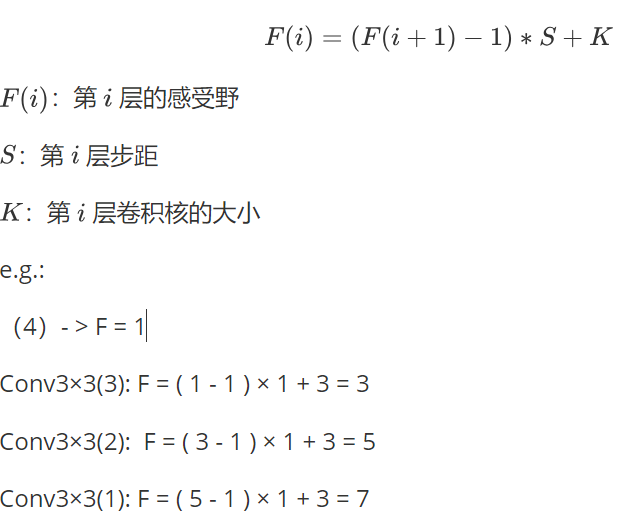 F(i) = (F(i + 1) − 1) ∗ S + K
F(i)：第 i 层的感受野
S：第 i 层步距
K：第 i 层卷积核的大小
e.g.:
（4）- > F = 1
Conv3×3(3): F = ( 1 - 1 ) × 1 + 3 = 3
Conv3×3(2): F = ( 3 - 1 ) × 1 + 3 = 5
Conv3×3(1): F = ( 5 - 1 ) × 1 + 3 = 7